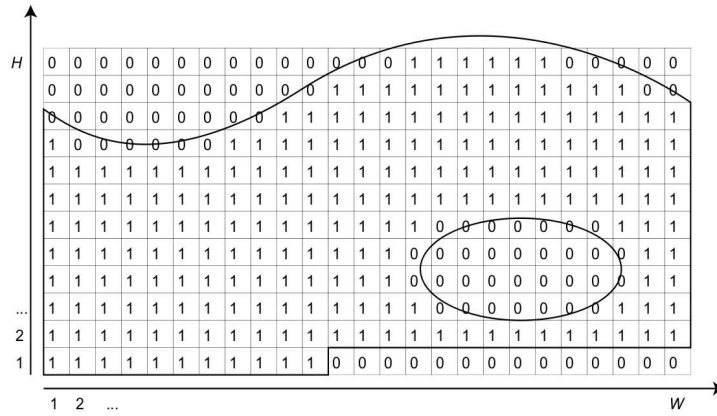 H 0 0 0 0 0 0 0 0 0 0 0 0 0 0 1 1 1 1 1 1 0 0 0 0 0
0 0 0 0 0 0 0 0 0 0 0 1 1 1 1 1 1 1 1 1 1 1 1 0 0
0 0 0 0 0 0 0 0 0 1 1 1 1 1 1 1 1 1 1 1 1 1 1 1 1
1 0 0 0 0 0 0 1 1 1 1 1 1 1 1 1 1 1 1 1 1 1 1 1 1
1 1 1 1 1 1 1 1 1 1 1 1 1 1 1 1 1 1 1 1 1 1 1 1 1
1 1 1 1 1 1 1 1 1 1 1 1 1 1 1 1 1 1 1 1 1 1 1 1 1
1 1 1 1 1 1 1 1 1 1 1 1 1 1 1 0 0 0 0 0 0 0 1 1 1
1 1 1 1 1 1 1 1 1 1 1 1 1 1 0 0 0 0 0 0 0 0 0 1 1
1 1 1 1 1 1 1 1 1 1 1 1 1 1 0 0 0 0 0 0 0 0 0 1 1
... 1 1 1 1 1 1 1 1 1 1 1 1 1 1 1 0 0 0 0 0 0 0 1 1 1
2 1 1 1 1 1 1 1 1 1 1 1 1 1 1 1 1 1 1 1 1 1 1 1 1 1
1 1 1 1 1 1 1 1 1 1 1 1 0 0 0 0 0 0 0 0 0 0 0 0 0 0
1 2 ... W